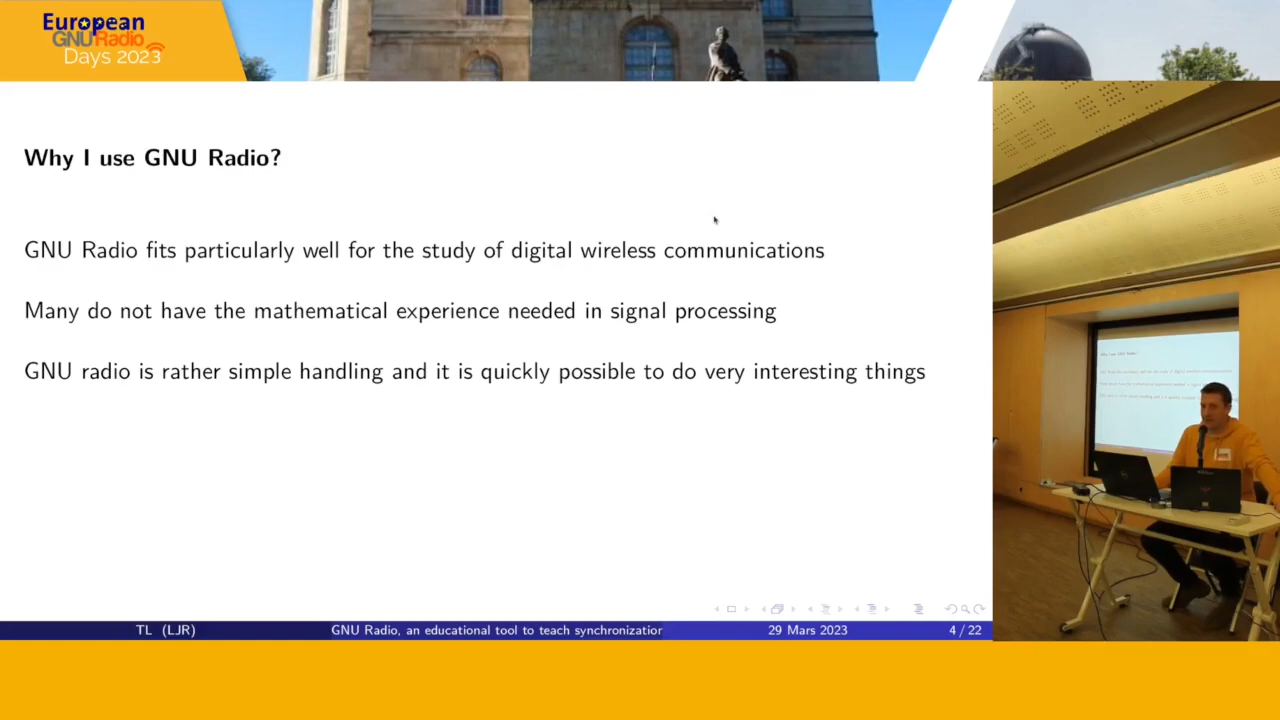 European
GNURadio
Days 2023
Why I use GNU Radio?
GNU Radio fits particularly well for the study of digital wireless communications
Many do not have the mathematical experience needed in signal processing
GNU radio is rather simple handling and it is quickly possible to do very interesting things
TL (LJR)
GNU Radio, an educational tool to teach synchronization
29 Mars 2023
4 / 22